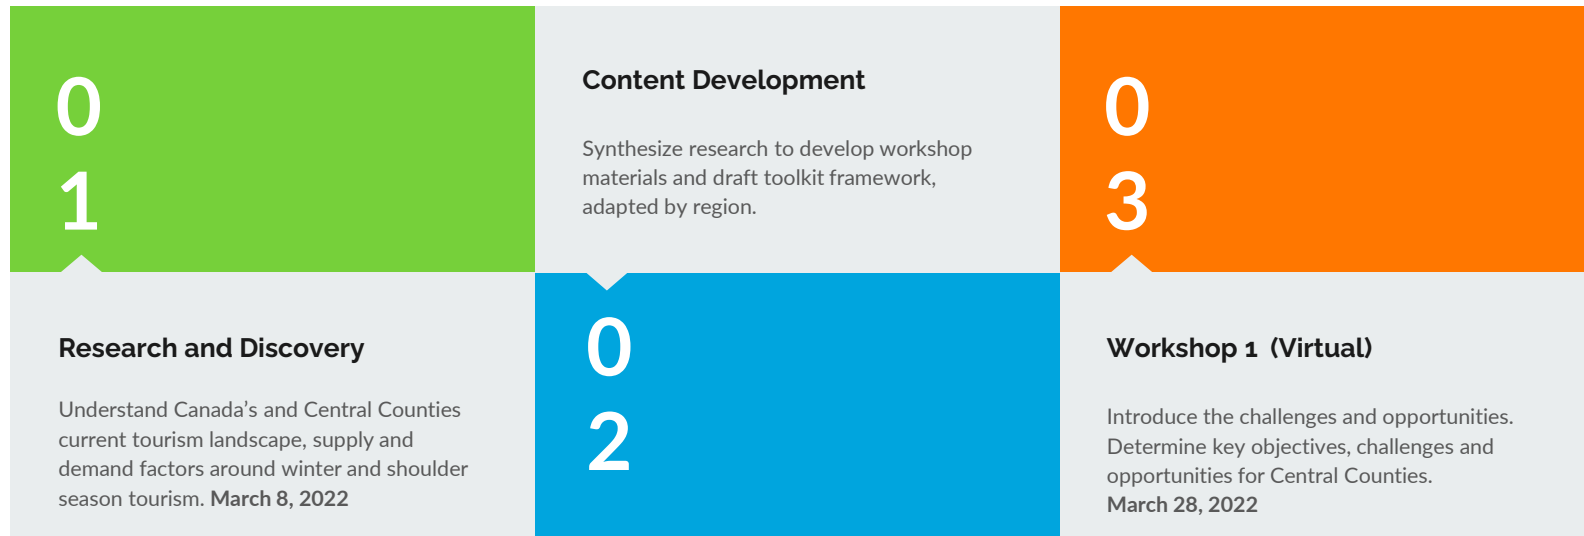 0
1
Research and Discovery
Understand Canada’s and Central Counties
current tourism landscape, supply and
demand factors around winter and shoulder
season tourism. March 8, 2022
Content Development
Synthesize research to develop workshop
materials and draft toolkit framework,
adapted by region.
0
2
0
3
Workshop 1  (Virtual)
Introduce the challenges and opportunities.
Determine key objectives, challenges and
opportunities for Central Counties.
March 28, 2022